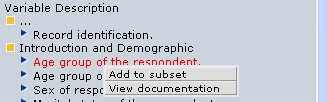 Variable Description
...
Record identification.
Introduction and Demographic
Age group of the respondent.
Add to subset
Age group o
View documentation
Sex of respo